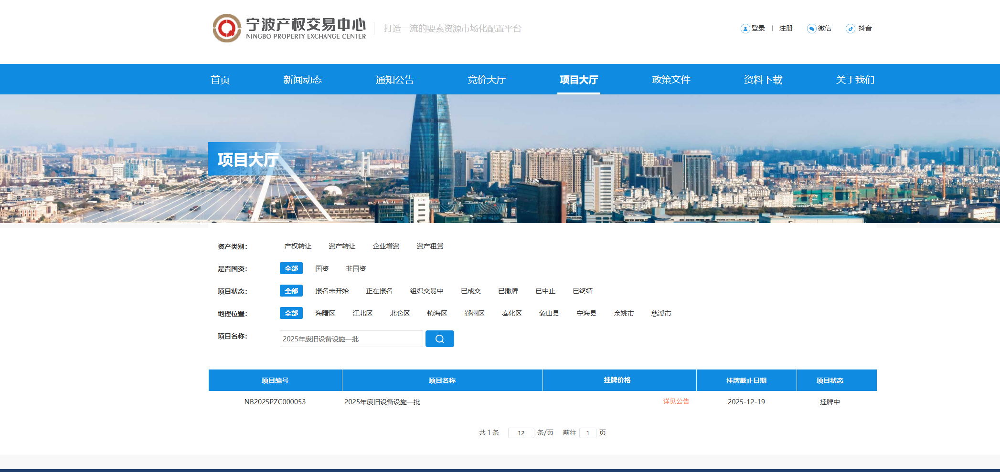 宁波产权交易中心
NINGBO PROPERTY EXCHANGE CENTER
打造一流的要素资源市场化配置平台
登录 | 注册 微信 抖音
首页 新闻动态 通知公告 竞价大厅 项目大厅 政策文件 资料下载 关于我们
项目大厅
资产类别： 产权转让 资产转让 企业增资 资产租赁
是否国资： 全部 国资 非国资
项目状态： 全部 报名未开始 正在报名 组织交易中 已成交 已撤牌 已中止 已终结
地理位置： 全部 海曙区 江北区 北仑区 镇海区 鄞州区 奉化区 象山县 宁海县 余姚市 慈溪市
项目名称： 2025年废旧设备设施一批
项目编号 项目名称 挂牌价格 挂牌截止日期 项目状态
NB2025PZC000053 2025年废旧设备设施一批 详见公告 2025-12-19 挂牌中
共 1 条 12 条/页 前往 1 页